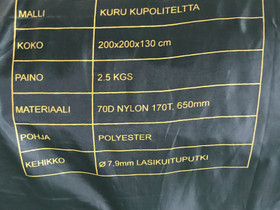 MALLI KURU KUPOLITELTTA
KOKO 200x200x130 cm
PAINO 2.5 KGS
MATERIAALI 70D NYLON 170T, 650mm
POHJA POLYESTER
KEHIKKO Ø 7,9mm LASIKUITUPUTKI